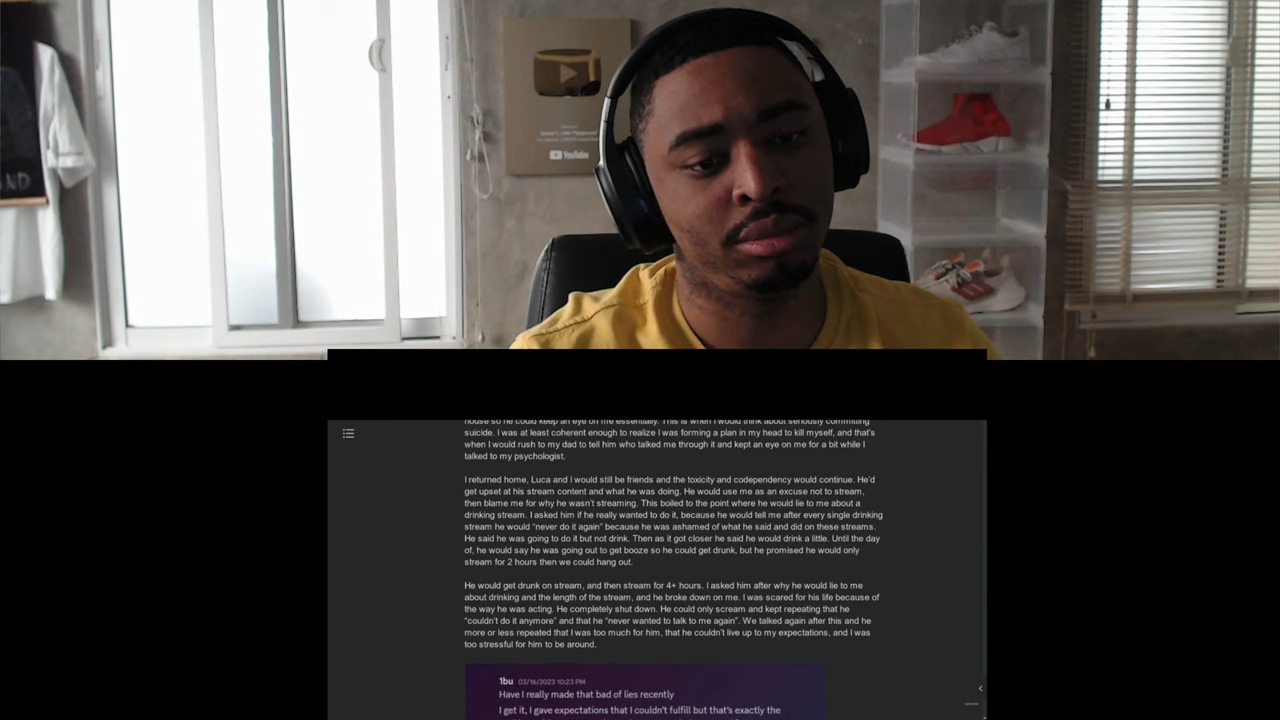 ND
YouTube
house so he could keep an eye on me essentially. This is when I would think about seriously committing
suicide. I was at least coherent enough to realize I was forming a plan in my head to kill myself, and that's
when I would rush to my dad to tell him who talked me through it and kept an eye on me for a bit while I
talked to my psychologist.
I returned home, Luca and I would still be friends and the toxicity and codependency would continue. He'd
get upset at his stream content and what he was doing. He would use me as an excuse not to stream,
then blame me for why he wasn't streaming. This boiled to the point where he would lie to me about a
drinking stream. I asked him if he really wanted to do it, because he would tell me after every single drinking
stream he would “never do it again” because he was ashamed of what he said and did on these streams.
He said he was going to do it but not drink. Then as it got closer he said he would drink a little. Until the day
of, he would say he was going out to get booze so he could get drunk, but he promised he would only
stream for 2 hours then we could hang out.
He would get drunk on stream, and then stream for 4+ hours. I asked him after why he would lie to me
about drinking and the length of the stream, and he broke down on me. I was scared for his life because of
the way he was acting. He completely shut down. He could only scream and kept repeating that he
“couldn't do it anymore” and that he “never wanted to talk to me again”. We talked again after this and he
more or less repeated that I was too much for him, that he couldn't live up to my expectations, and I was
too stressful for him to be around.
1bu 03/16/2023 10:23 PM
Have I really made that bad of lies recently
I get it, I gave expectations that I couldn't fulfill but that's exactly the